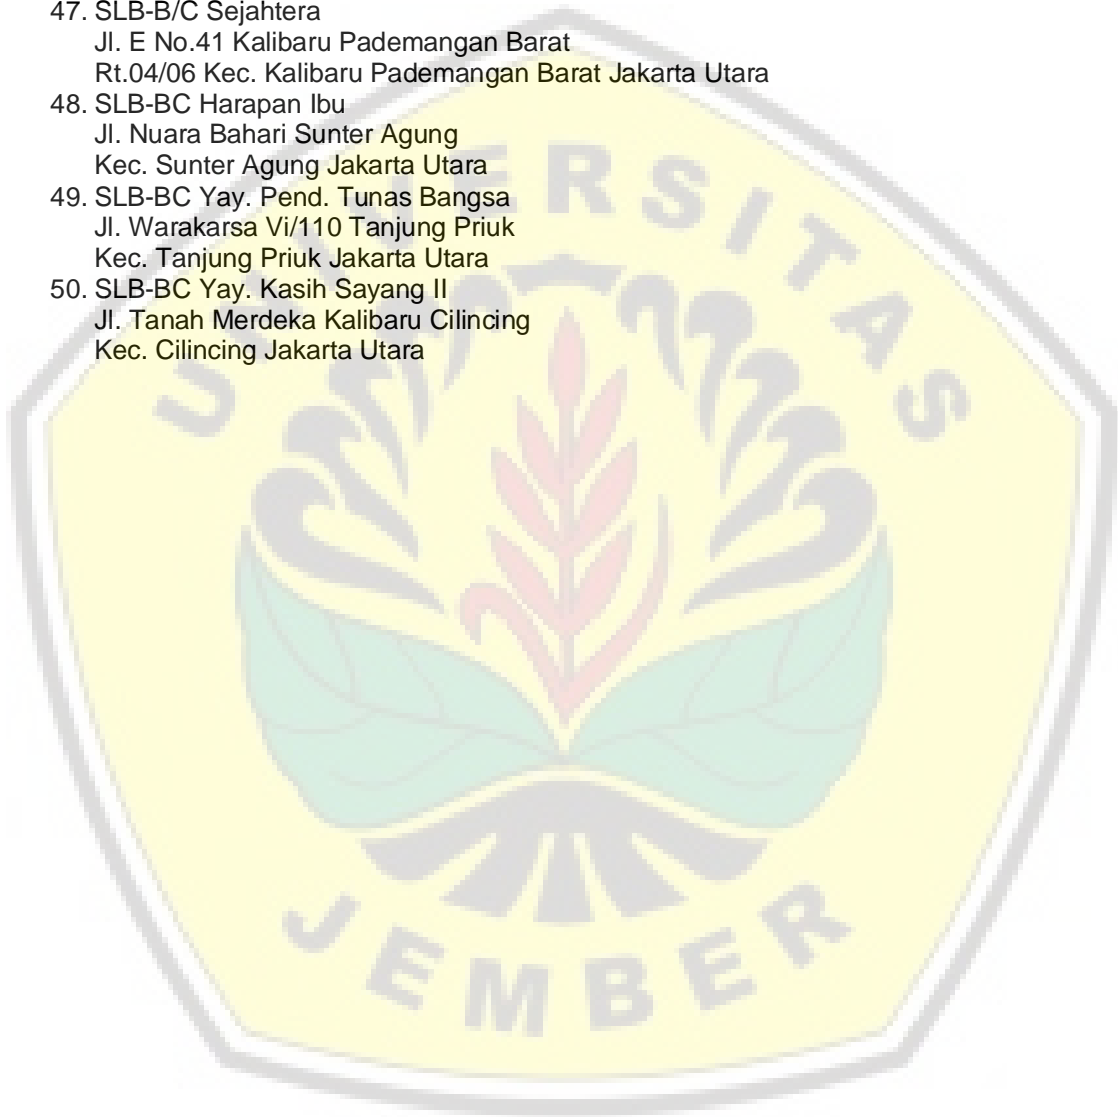 47. SLB-B/C Sejahtera
Jl. E No.41 Kalibaru Pademangan Barat
Rt.04/06 Kec. Kalibaru Pademangan Barat Jakarta Utara
48. SLB-BC Harapan Ibu
Jl. Nuara Bahari Sunter Agung
Kec. Sunter Agung Jakarta Utara
49. SLB-BC Yay. Pend. Tunas Bangsa
Jl. Warakarsa Vi/110 Tanjung Priuk
Kec. Tanjung Priuk Jakarta Utara
50. SLB-BC Yay. Kasih Sayang II
Jl. Tanah Merdeka Kalibaru Cilincing
Kec. Cilincing Jakarta Utara
UNIVERSITAS
JEMBER